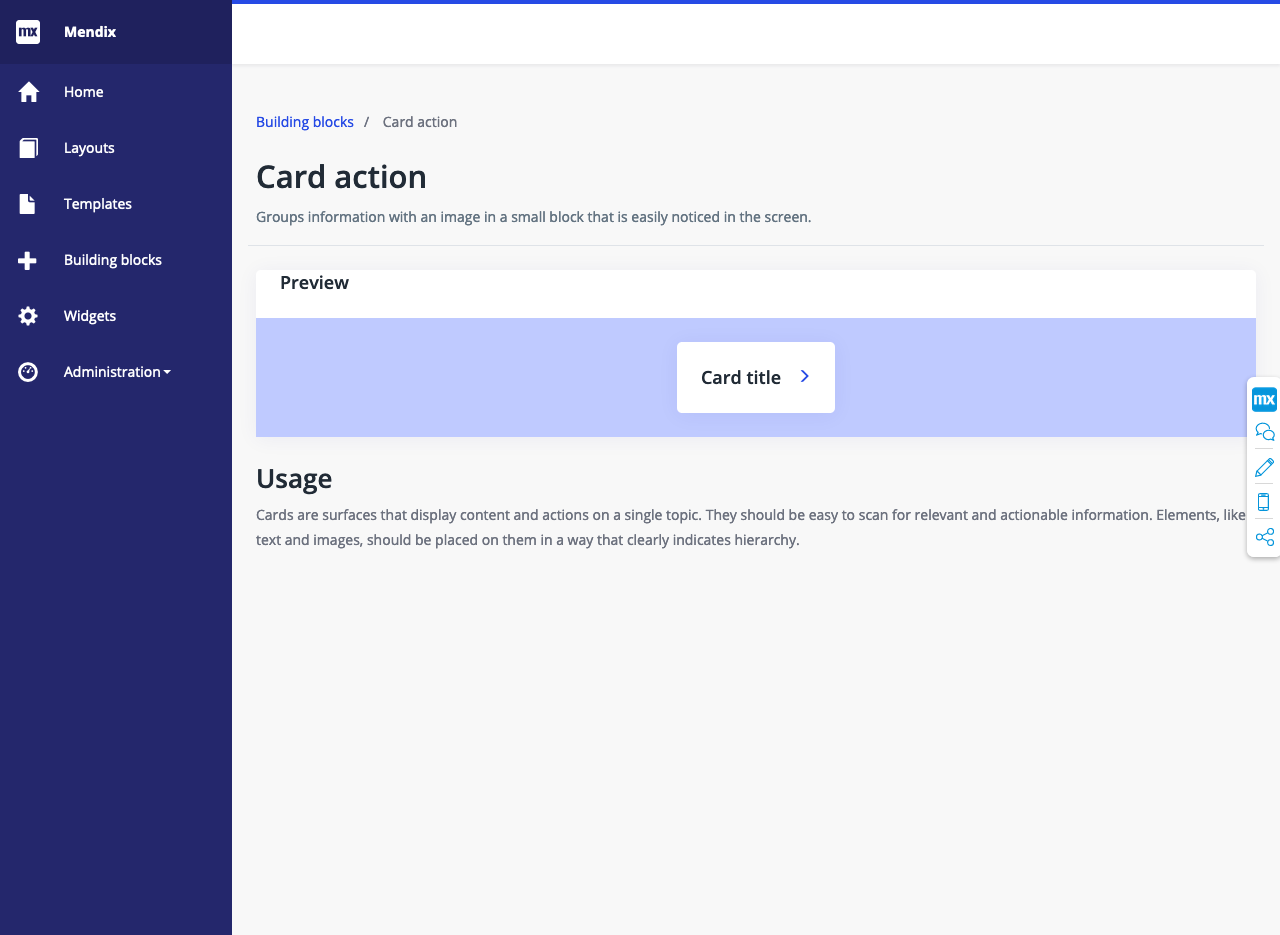 mx Mendix
Home
Layouts
Templates
Building blocks
Widgets
Administration
Building blocks / Card action
Card action
Groups information with an image in a small block that is easily noticed in the screen.
Preview
Card title
mx
Usage
Cards are surfaces that display content and actions on a single topic. They should be easy to scan for relevant and actionable information. Elements, like
text and images, should be placed on them in a way that clearly indicates hierarchy.